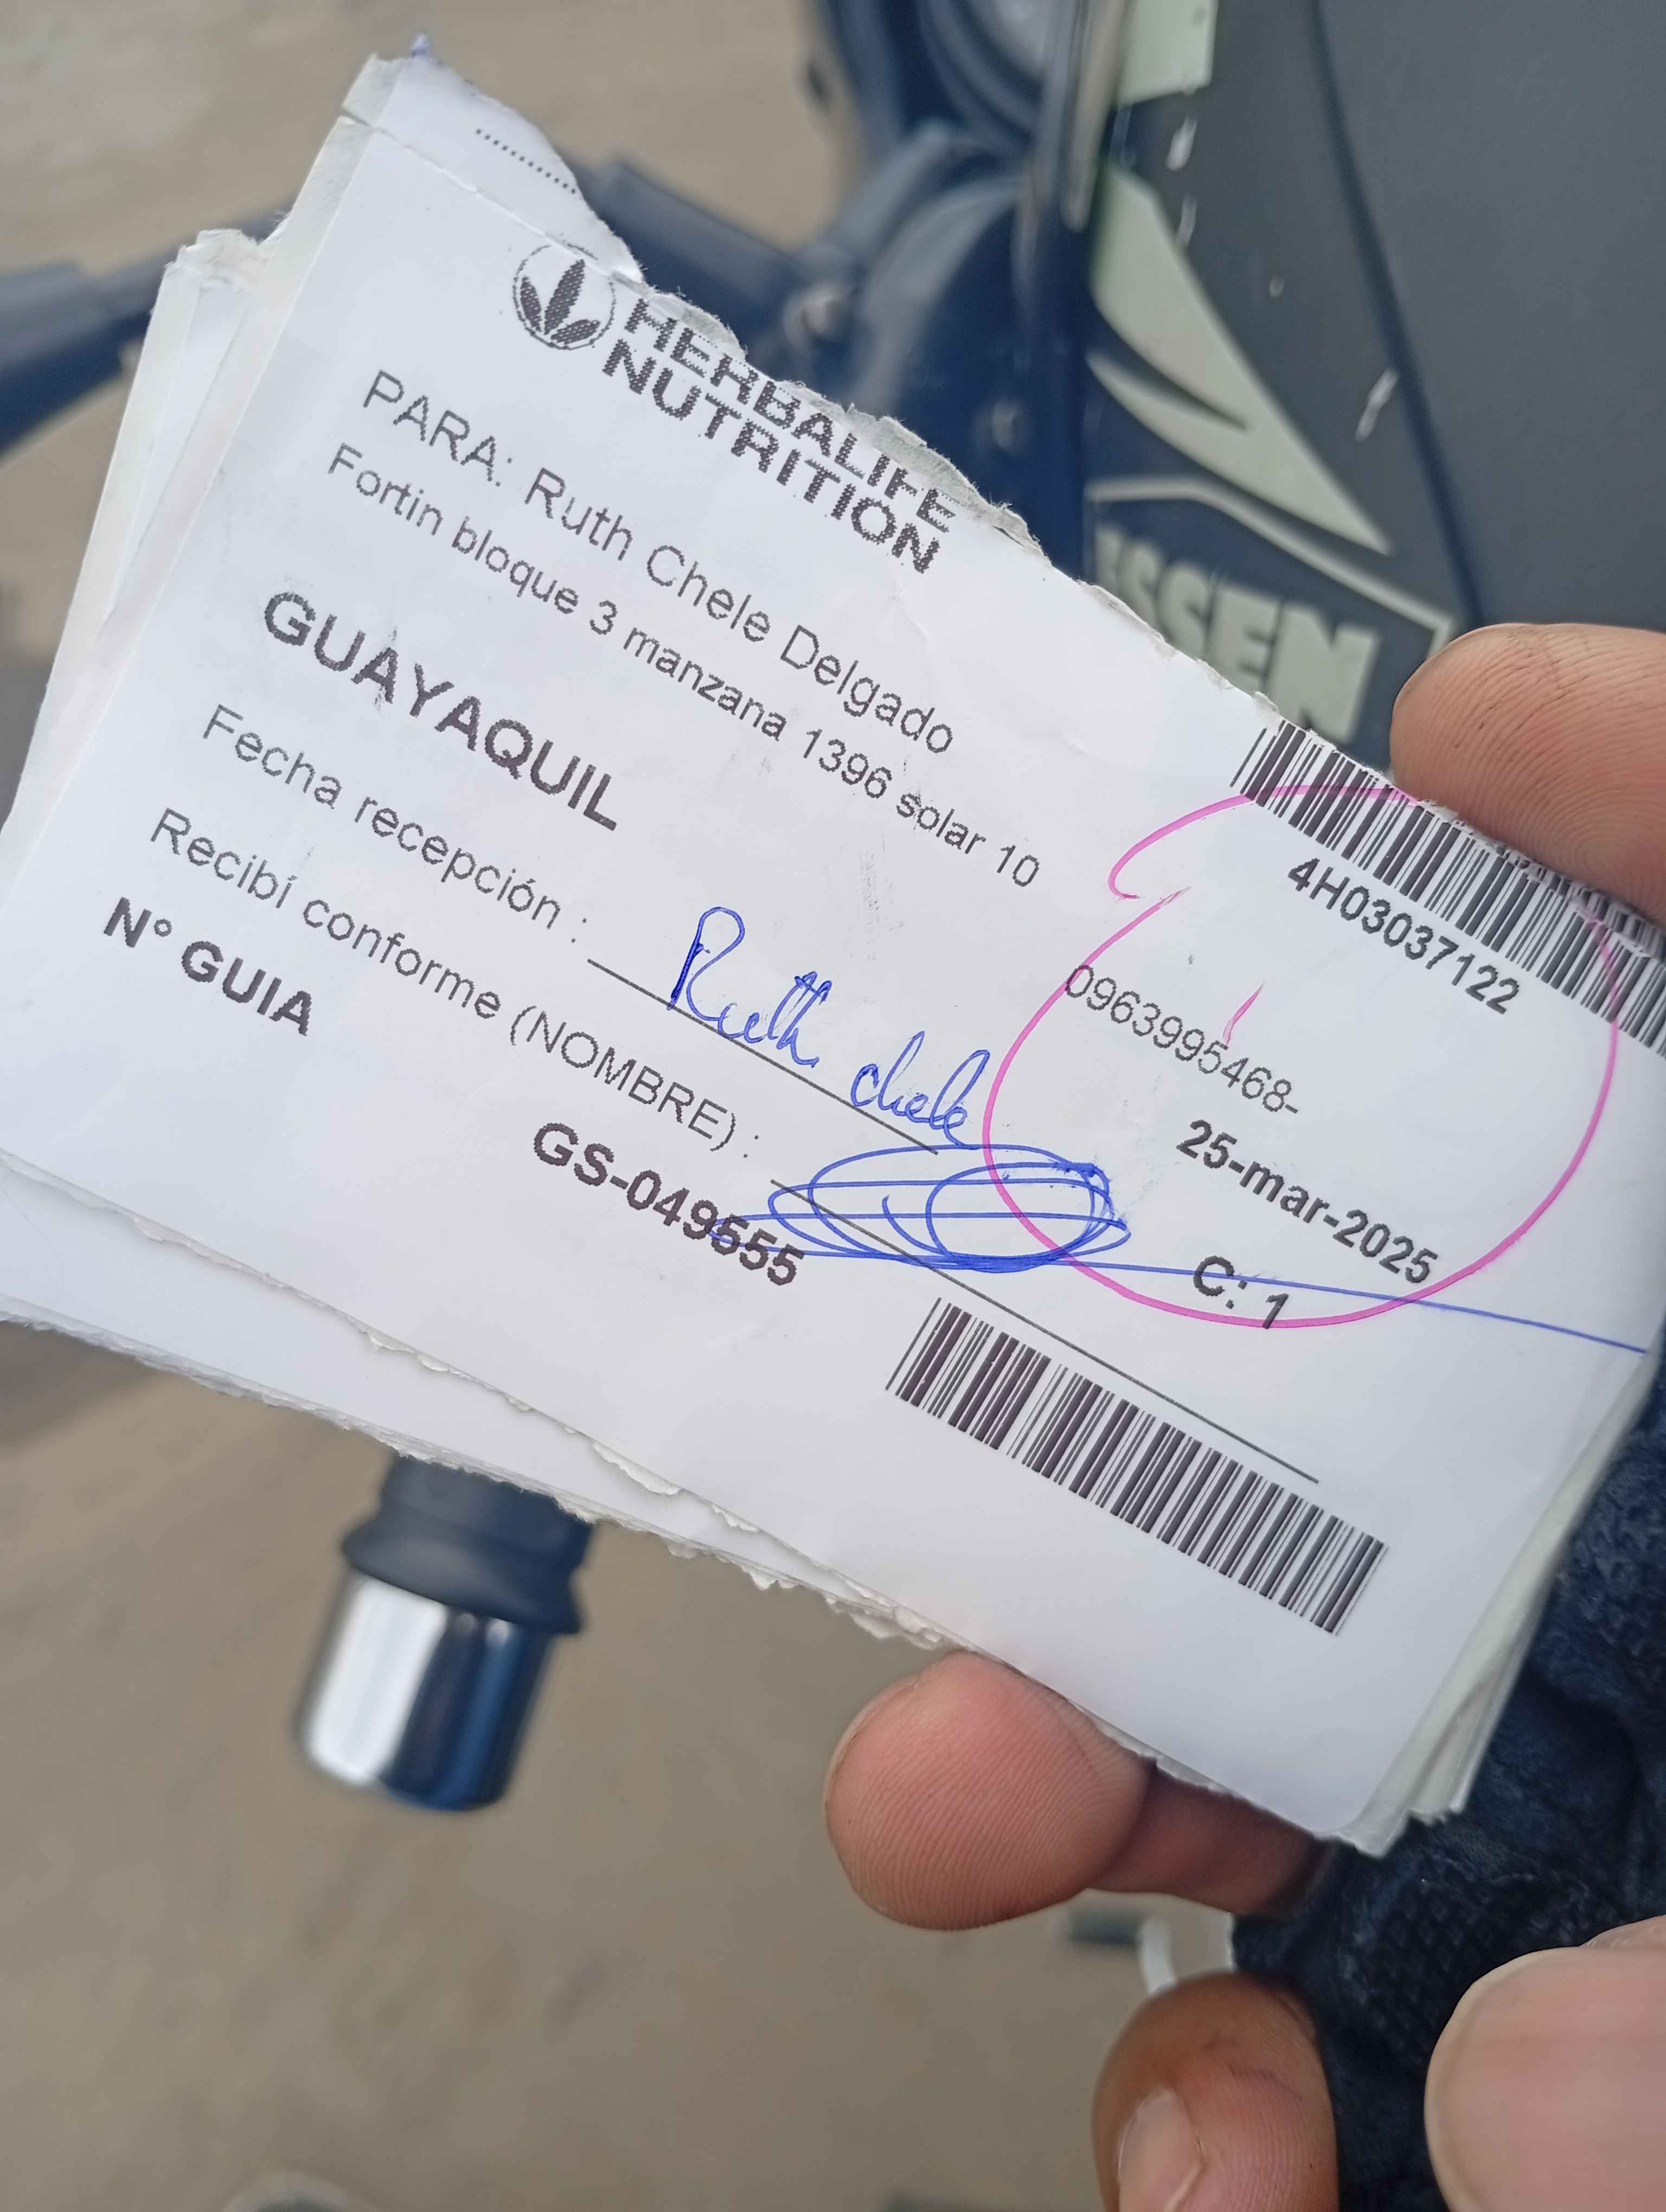 HERBALIFE
NUTRITION
4H03037122
PARA: Ruth Chele Delgado
Fortin bloque 3 manzana 1396 solar 10
0963995468-
GUAYAQUIL
25-mar-2025
Fecha recepción :
Ruth chele
C: 1
Recibí conforme (NOMBRE) :
N° GUIA
GS-049555
SSEN